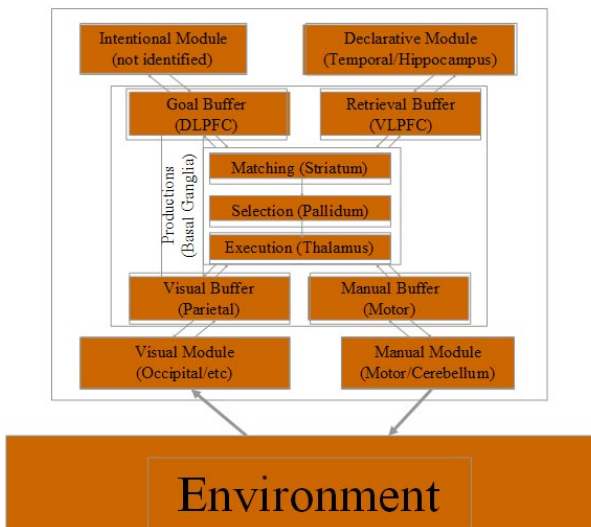 Intentional Module
(not identified)
Declarative Module
(Temporal/Hippocampus)
Goal Buffer
(DLPFC)
Retrieval Buffer
(VLPFC)
Productions
(Basal Ganglia)
Matching (Striatum)
Selection (Pallidum)
Execution (Thalamus)
Visual Buffer
(Parietal)
Manual Buffer
(Motor)
Visual Module
(Occipital/etc)
Manual Module
(Motor/Cerebellum)
Environment